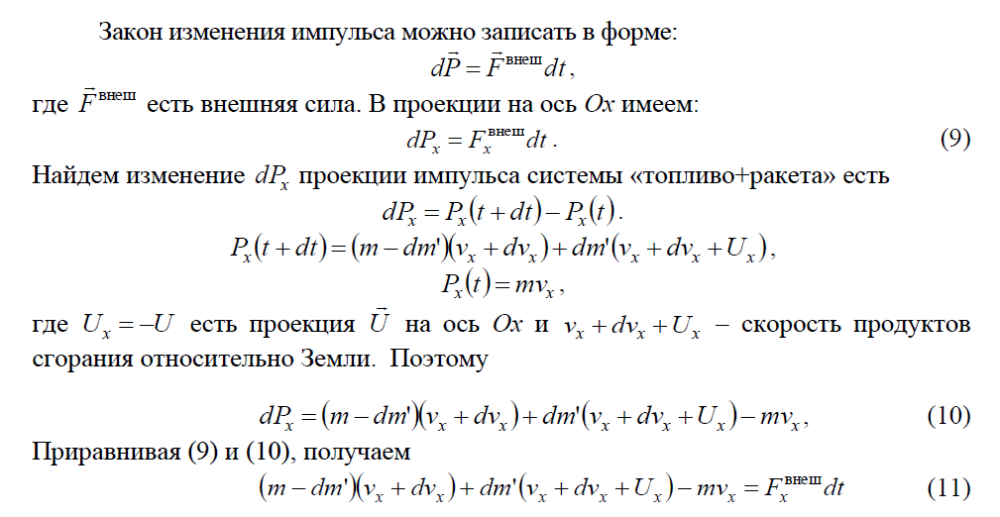 Закон изменения импульса можно записать в форме:
dP⃗ = F⃗^внеш dt,
где F⃗^внеш есть внешняя сила. В проекции на ось Ox имеем:
dP_x = F_x^внеш dt. (9)
Найдем изменение dP_x проекции импульса системы «топливо+ракета» есть
dP_x = P_x(t + dt) − P_x(t).
P_x(t + dt) = (m − dm')(v_x + dv_x) + dm'(v_x + dv_x + U_x),
P_x(t) = mv_x,
где U_x = −U есть проекция U⃗ на ось Ox и v_x + dv_x + U_x – скорость продуктов
сгорания относительно Земли. Поэтому
dP_x = (m − dm')(v_x + dv_x) + dm'(v_x + dv_x + U_x) − mv_x, (10)
Приравнивая (9) и (10), получаем
(m − dm')(v_x + dv_x) + dm'(v_x + dv_x + U_x) − mv_x = F_x^внеш dt (11)